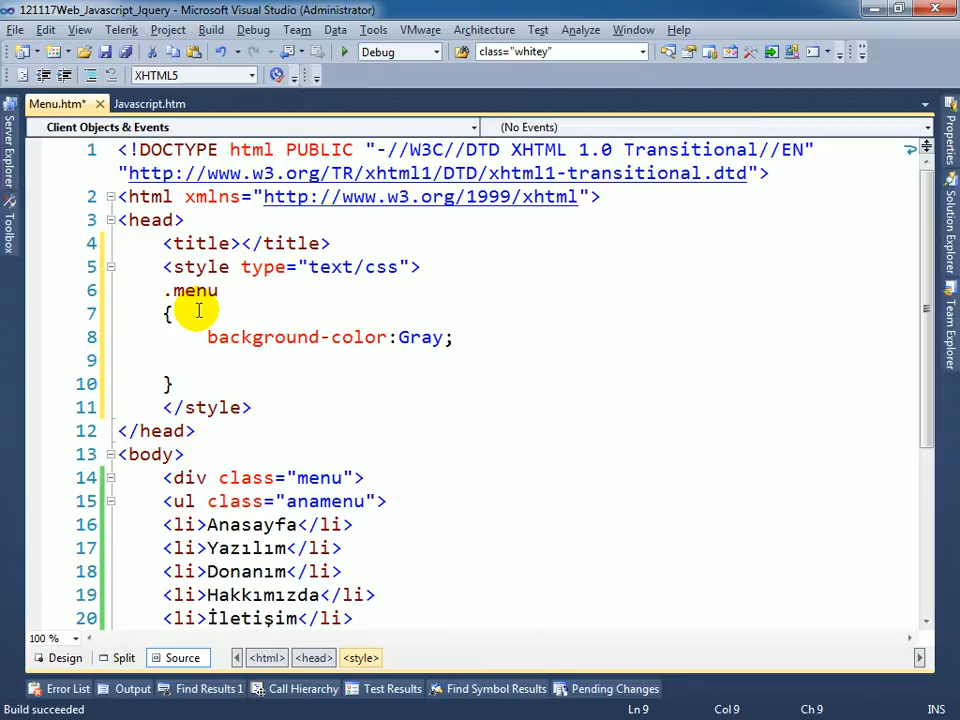 121117Web_Javascript_Jquery - Microsoft Visual Studio (Administrator)
File Edit View Telerik Project Build Debug Team Data Tools VMware Architecture Test Analyze Window Help
Debug class="whitey"
XHTML5
Menu.htm* Javascript.htm
Client Objects & Events (No Events)
1 <!DOCTYPE html PUBLIC "-//W3C//DTD XHTML 1.0 Transitional//EN"
"http://www.w3.org/TR/xhtml1/DTD/xhtml1-transitional.dtd">
2 <html xmlns="http://www.w3.org/1999/xhtml">
3 <head>
4 <title></title>
5 <style type="text/css">
6 .menu
7 {
8 background-color:Gray;
9
10 }
11 </style>
12 </head>
13 <body>
14 <div class="menu">
15 <ul class="anamenu">
16 <li>Anasayfa</li>
17 <li>Yazılım</li>
18 <li>Donanım</li>
19 <li>Hakkımızda</li>
20 <li>İletişim</li>
Server Explorer
Toolbox
Properties
Solution Explorer
Team Explorer
100 %
Design Split Source <html> <head> <style>
Error List Output Find Results 1 Call Hierarchy Test Results Find Symbol Results Pending Changes
Build succeeded Ln 9 Col 9 Ch 9 INS